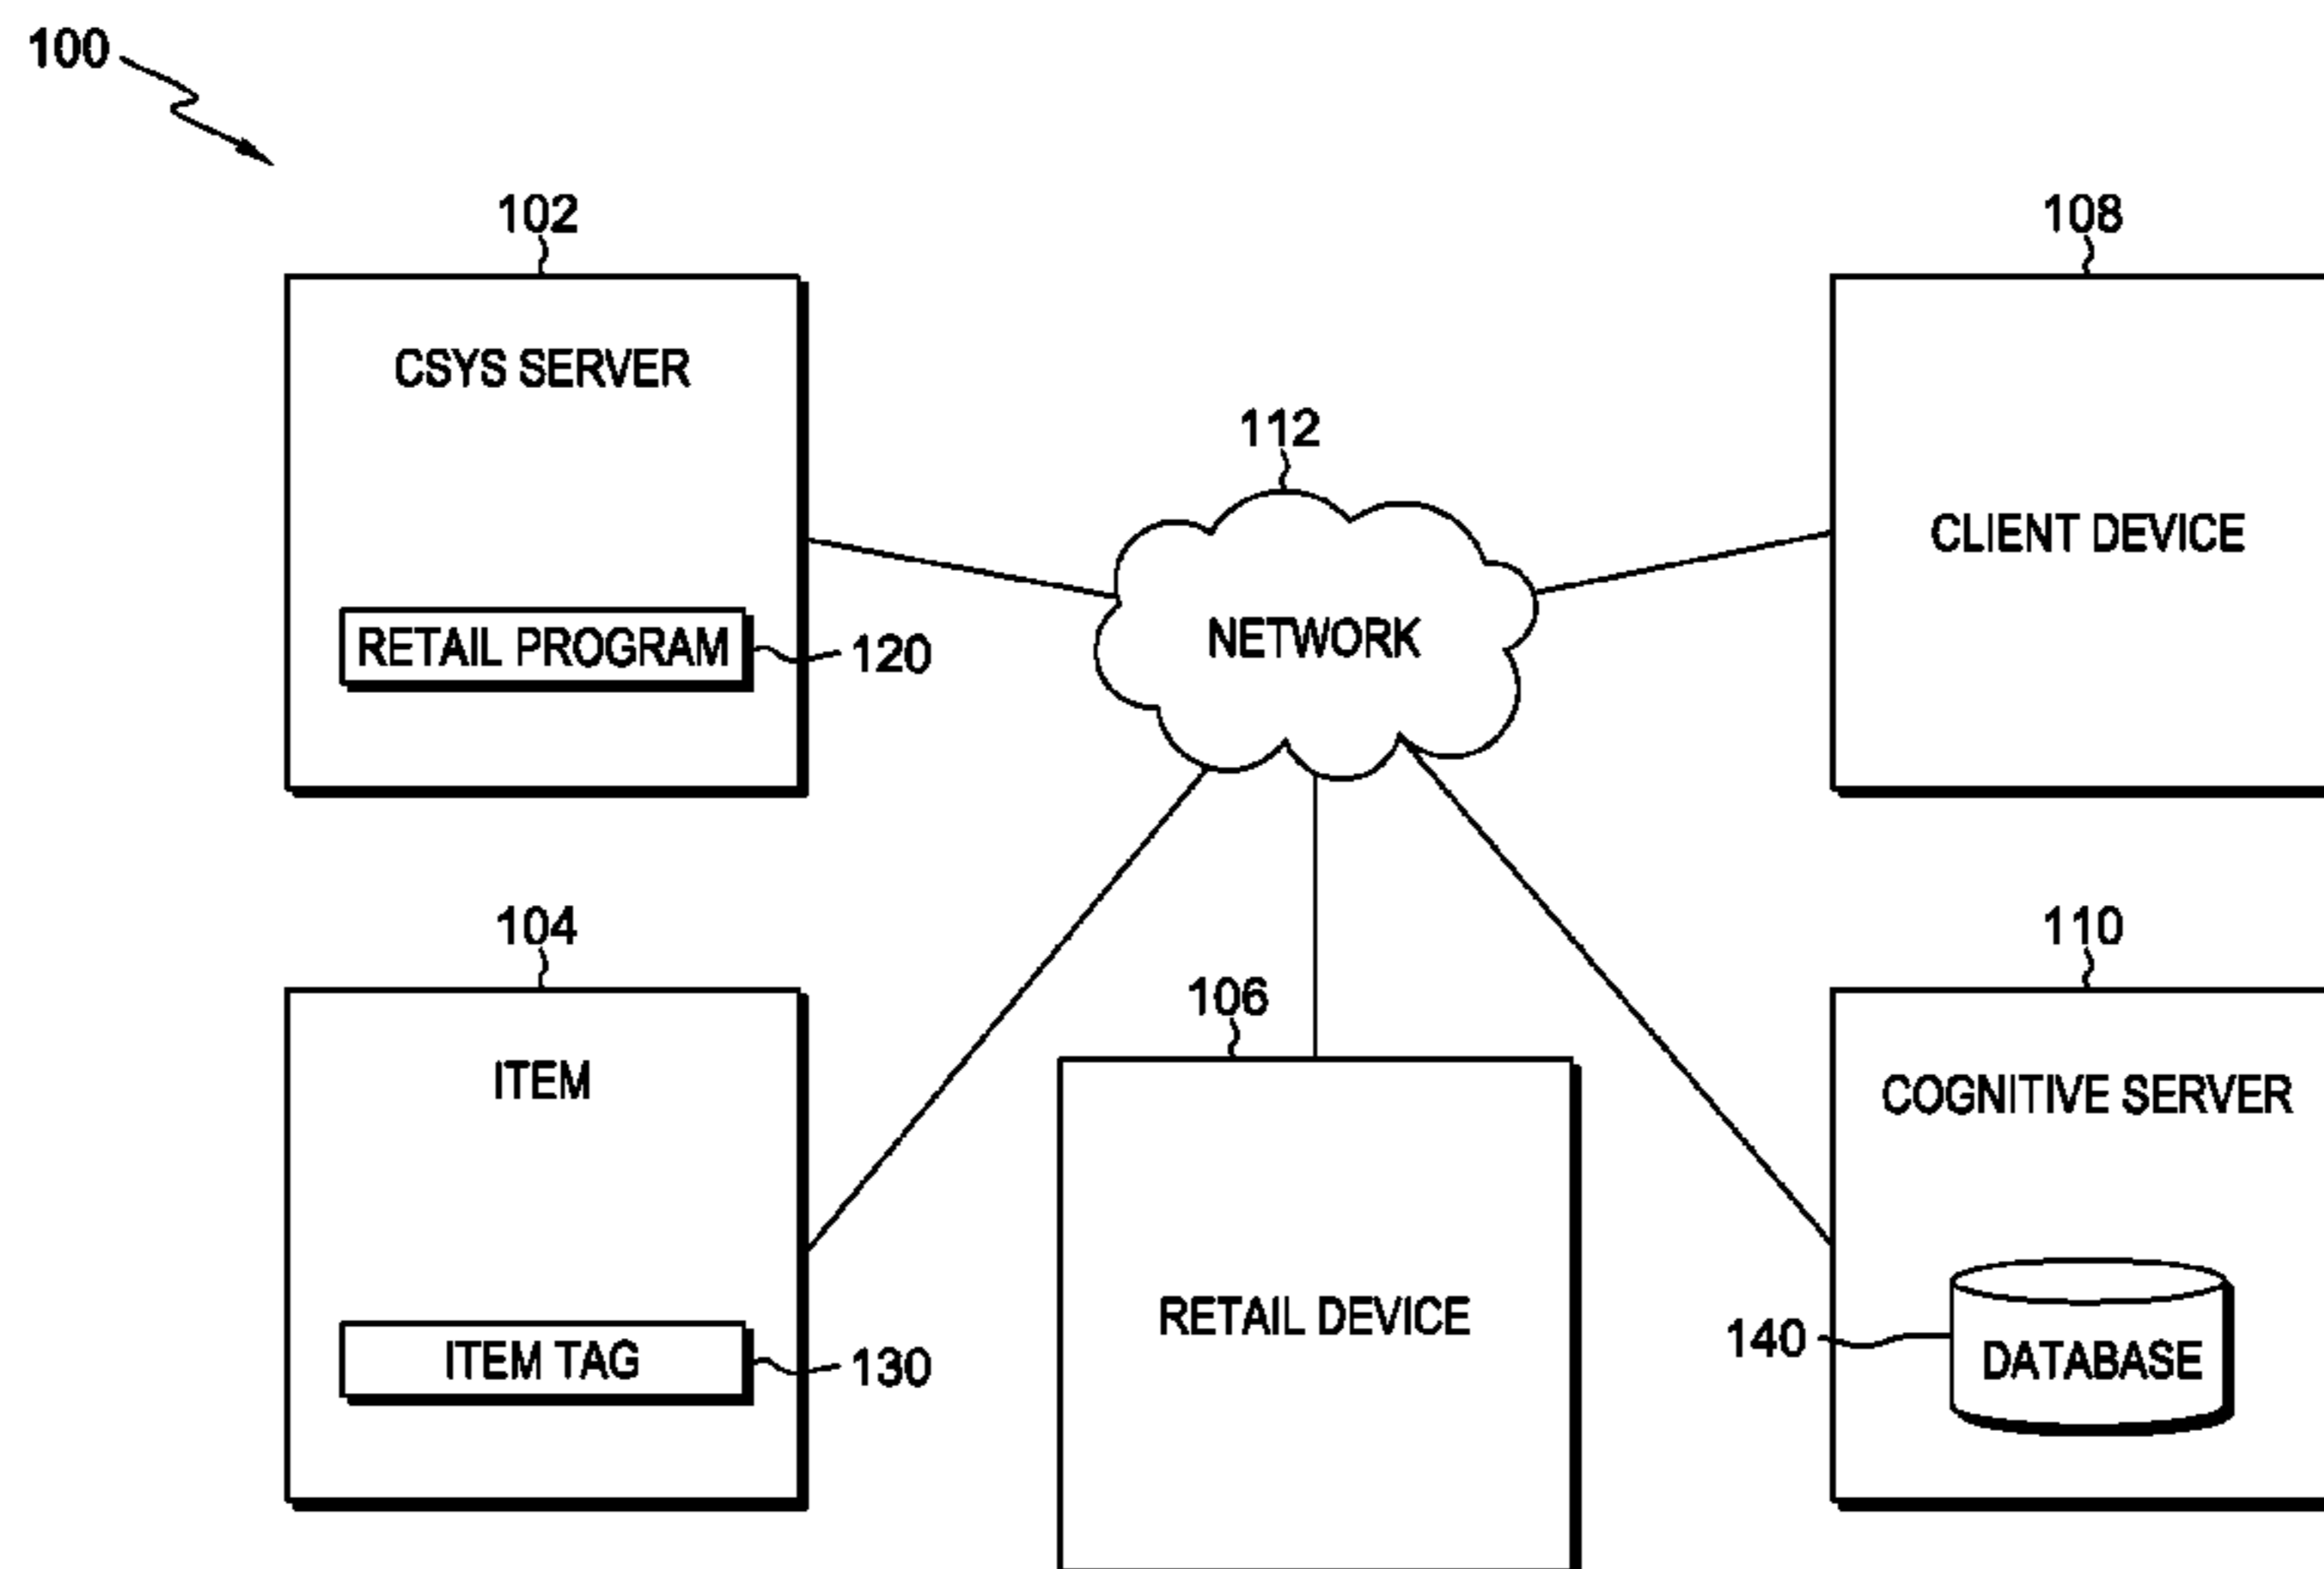 100
102
108
CSYS SERVER
112
CLIENT DEVICE
NETWORK
RETAIL PROGRAM
120
104
110
106
ITEM
COGNITIVE SERVER
RETAIL DEVICE
140
ITEM TAG
130
DATABASE